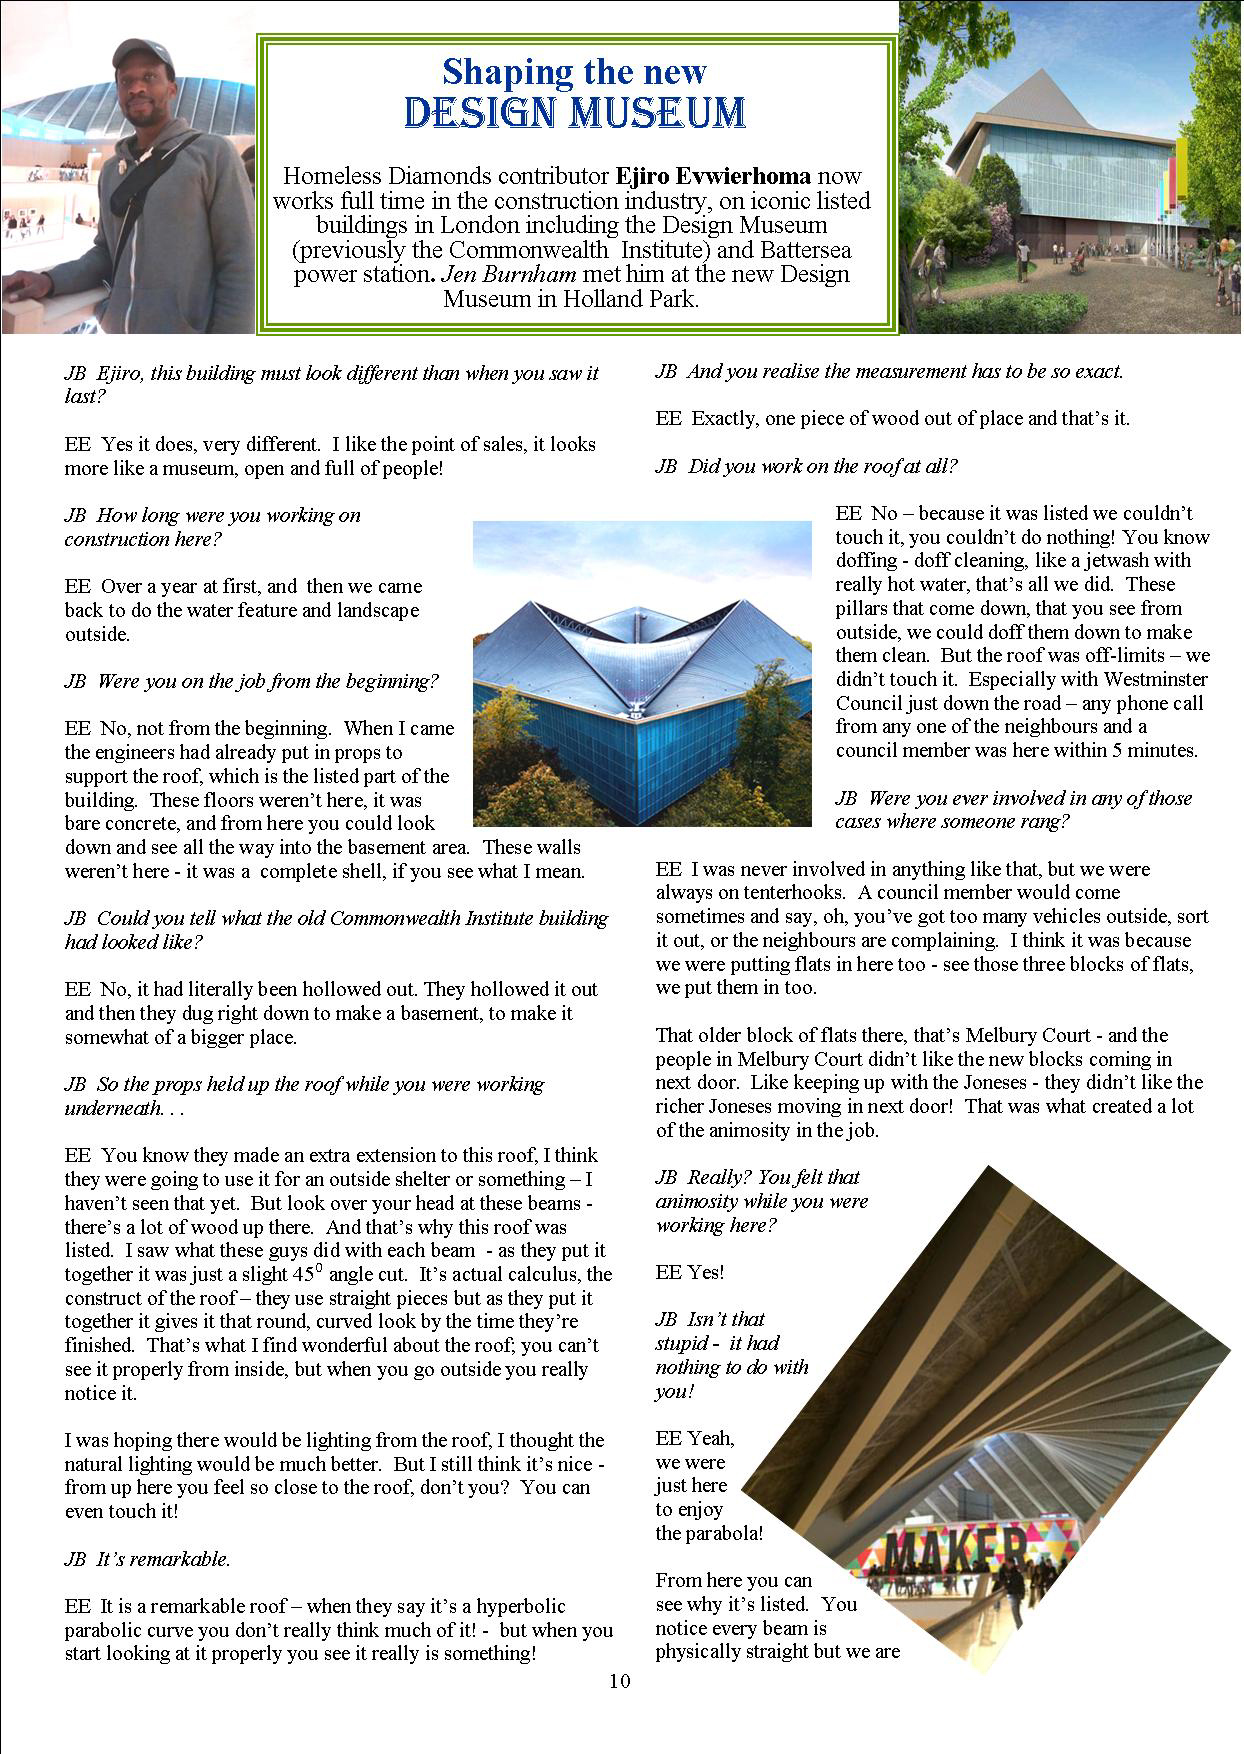 Shaping the new
DESIGN MUSEUM
Homeless Diamonds contributor Ejiro Evwierhoma now
works full time in the construction industry, on iconic listed
buildings in London including the Design Museum
(previously the Commonwealth Institute) and Battersea
power station. Jen Burnham met him at the new Design
Museum in Holland Park.
JB Ejiro, this building must look different than when you saw it
last?
EE Yes it does, very different. I like the point of sales, it looks
more like a museum, open and full of people!
JB How long were you working on
construction here?
EE Over a year at first, and then we came
back to do the water feature and landscape
outside.
JB Were you on the job from the beginning?
EE No, not from the beginning. When I came
the engineers had already put in props to
support the roof, which is the listed part of the
building. These floors weren't here, it was
bare concrete, and from here you could look
down and see all the way into the basement area. These walls
weren't here - it was a complete shell, if you see what I mean.
JB Could you tell what the old Commonwealth Institute building
had looked like?
EE No, it had literally been hollowed out. They hollowed it out
and then they dug right down to make a basement, to make it
somewhat of a bigger place.
JB So the props held up the roof while you were working
underneath. . .
EE You know they made an extra extension to this roof, I think
they were going to use it for an outside shelter or something – I
haven't seen that yet. But look over your head at these beams -
there's a lot of wood up there. And that's why this roof was
listed. I saw what these guys did with each beam - as they put it
together it was just a slight 45⁰ angle cut. It's actual calculus, the
construct of the roof – they use straight pieces but as they put it
together it gives it that round, curved look by the time they're
finished. That's what I find wonderful about the roof; you can't
see it properly from inside, but when you go outside you really
notice it.
I was hoping there would be lighting from the roof, I thought the
natural lighting would be much better. But I still think it's nice -
from up here you feel so close to the roof, don't you? You can
even touch it!
JB It's remarkable.
EE It is a remarkable roof – when they say it's a hyperbolic
parabolic curve you don't really think much of it! - but when you
start looking at it properly you see it really is something!
JB And you realise the measurement has to be so exact.
EE Exactly, one piece of wood out of place and that's it.
JB Did you work on the roof at all?
EE No – because it was listed we couldn't
touch it, you couldn't do nothing! You know
doffing - doff cleaning, like a jetwash with
really hot water, that's all we did. These
pillars that come down, that you see from
outside, we could doff them down to make
them clean. But the roof was off-limits – we
didn't touch it. Especially with Westminster
Council just down the road – any phone call
from any one of the neighbours and a
council member was here within 5 minutes.
JB Were you ever involved in any of those
cases where someone rang?
EE I was never involved in anything like that, but we were
always on tenterhooks. A council member would come
sometimes and say, oh, you've got too many vehicles outside, sort
it out, or the neighbours are complaining. I think it was because
we were putting flats in here too - see those three blocks of flats,
we put them in too.
That older block of flats there, that's Melbury Court - and the
people in Melbury Court didn't like the new blocks coming in
next door. Like keeping up with the Joneses - they didn't like the
richer Joneses moving in next door! That was what created a lot
of the animosity in the job.
JB Really? You felt that
animosity while you were
working here?
EE Yes!
JB Isn't that
stupid - it had
nothing to do with
you!
EE Yeah,
we were
just here
to enjoy
the parabola!
From here you can
see why it's listed. You
notice every beam is
physically straight but we are
MAKER
10